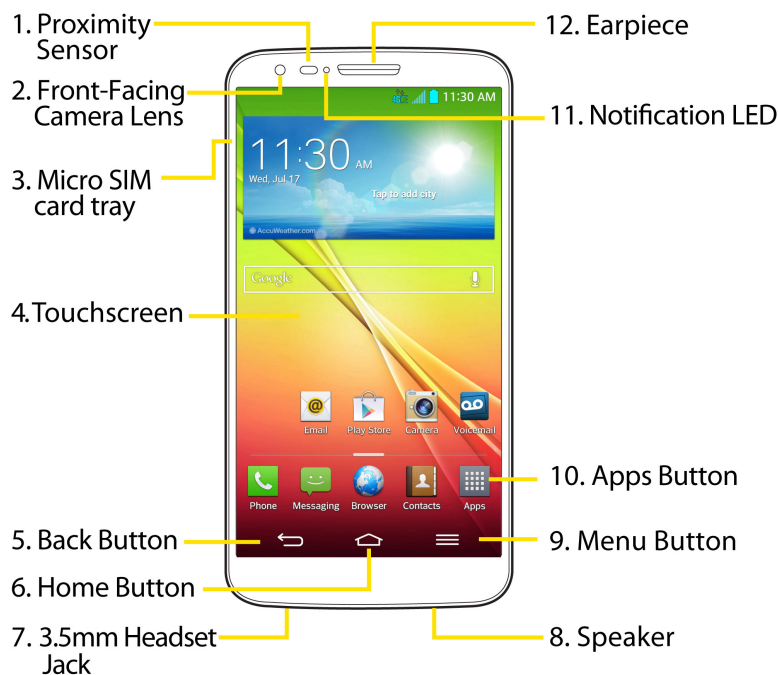 1. Proximity
Sensor
2. Front-Facing
Camera Lens
3. Micro SIM
card tray
4. Touchscreen
5. Back Button
6. Home Button
7. 3.5mm Headset
Jack
12. Earpiece
11. Notification LED
10. Apps Button
9. Menu Button
8. Speaker
11:30 AM
11:30 AM
Wed, Jul 17
Tap to add city
AccuWeather.com
Google
Email Play Store Camera Voicemail
Phone Messaging Browser Contacts Apps